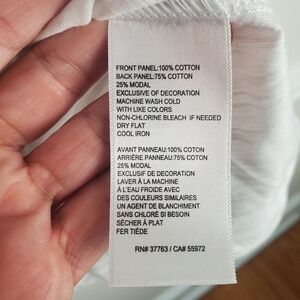 FRONT PANEL:100% COTTON
BACK PANEL:75% COTTON
25% MODAL
EXCLUSIVE OF DECORATION
MACHINE WASH COLD
WITH LIKE COLORS
NON-CHLORINE BLEACH IF NEEDED
DRY FLAT
COOL IRON
AVANT PANNEAU:100% COTON
ARRIÈRE PANNEAU:75% COTON
25% MODAL
EXCLUSIVE DE DECORATION
LAVER À LA MACHINE
À L'EAU FROIDE AVEC
DES COULEURS SIMILAIRES
UN AGENT DE BLANCHIMENT
SANS CHLORÉ SI BESOIN
SÉCHER À PLAT
FER TIÈDE
RN# 37763 / CA# 55972